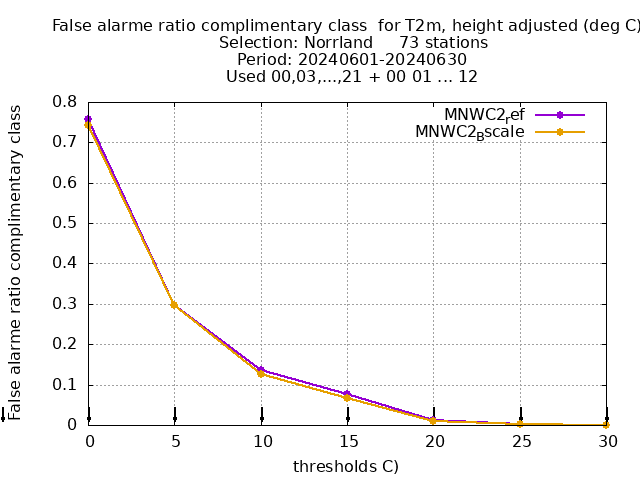 False alarme ratio complimentary class  for T2m, height adjusted (deg C)
Selection: Norrland     73 stations
Period: 20240601-20240630
Used 00,03,...,21 + 00 01 ... 12
MNWC2ref
MNWC2Bscale
False alarme ratio complimentary class
0.8
0.7
0.6
0.5
0.4
0.3
0.2
0.1
0
0 5 10 15 20 25 30
thresholds C)